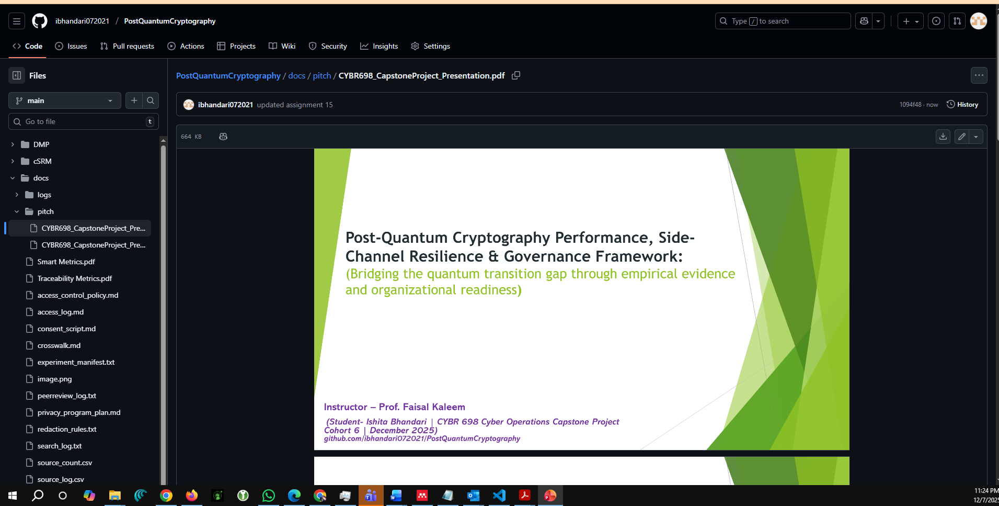 ibhandari072021 / PostQuantumCryptography
Type / to search
Code Issues Pull requests Actions Projects Wiki Security Insights Settings
Files
main
Go to file t
DMP
cSRM
docs
logs
pitch
CYBR698_CapstoneProject_Pre...
CYBR698_CapstoneProject_Pre...
Smart Metrics.pdf
Traceability Metrics.pdf
access_control_policy.md
access_log.md
consent_script.md
crosswalk.md
experiment_manifest.txt
image.png
peerreview_log.txt
privacy_program_plan.md
redaction_rules.txt
search_log.txt
source_count.csv
source_log.csv
PostQuantumCryptography / docs / pitch / CYBR698_CapstoneProject_Presentation.pdf
ibhandari072021 updated assignment 15
1094f48 · now History
664 KB
Post-Quantum Cryptography Performance, Side-
Channel Resilience & Governance Framework:
(Bridging the quantum transition gap through empirical evidence
and organizational readiness)
Instructor – Prof. Faisal Kaleem
(Student- Ishita Bhandari | CYBR 698 Cyber Operations Capstone Project
Cohort 6 | December 2025)
github.com/ibhandari072021/PostQuantumCryptography
11:24 PM
12/7/2025